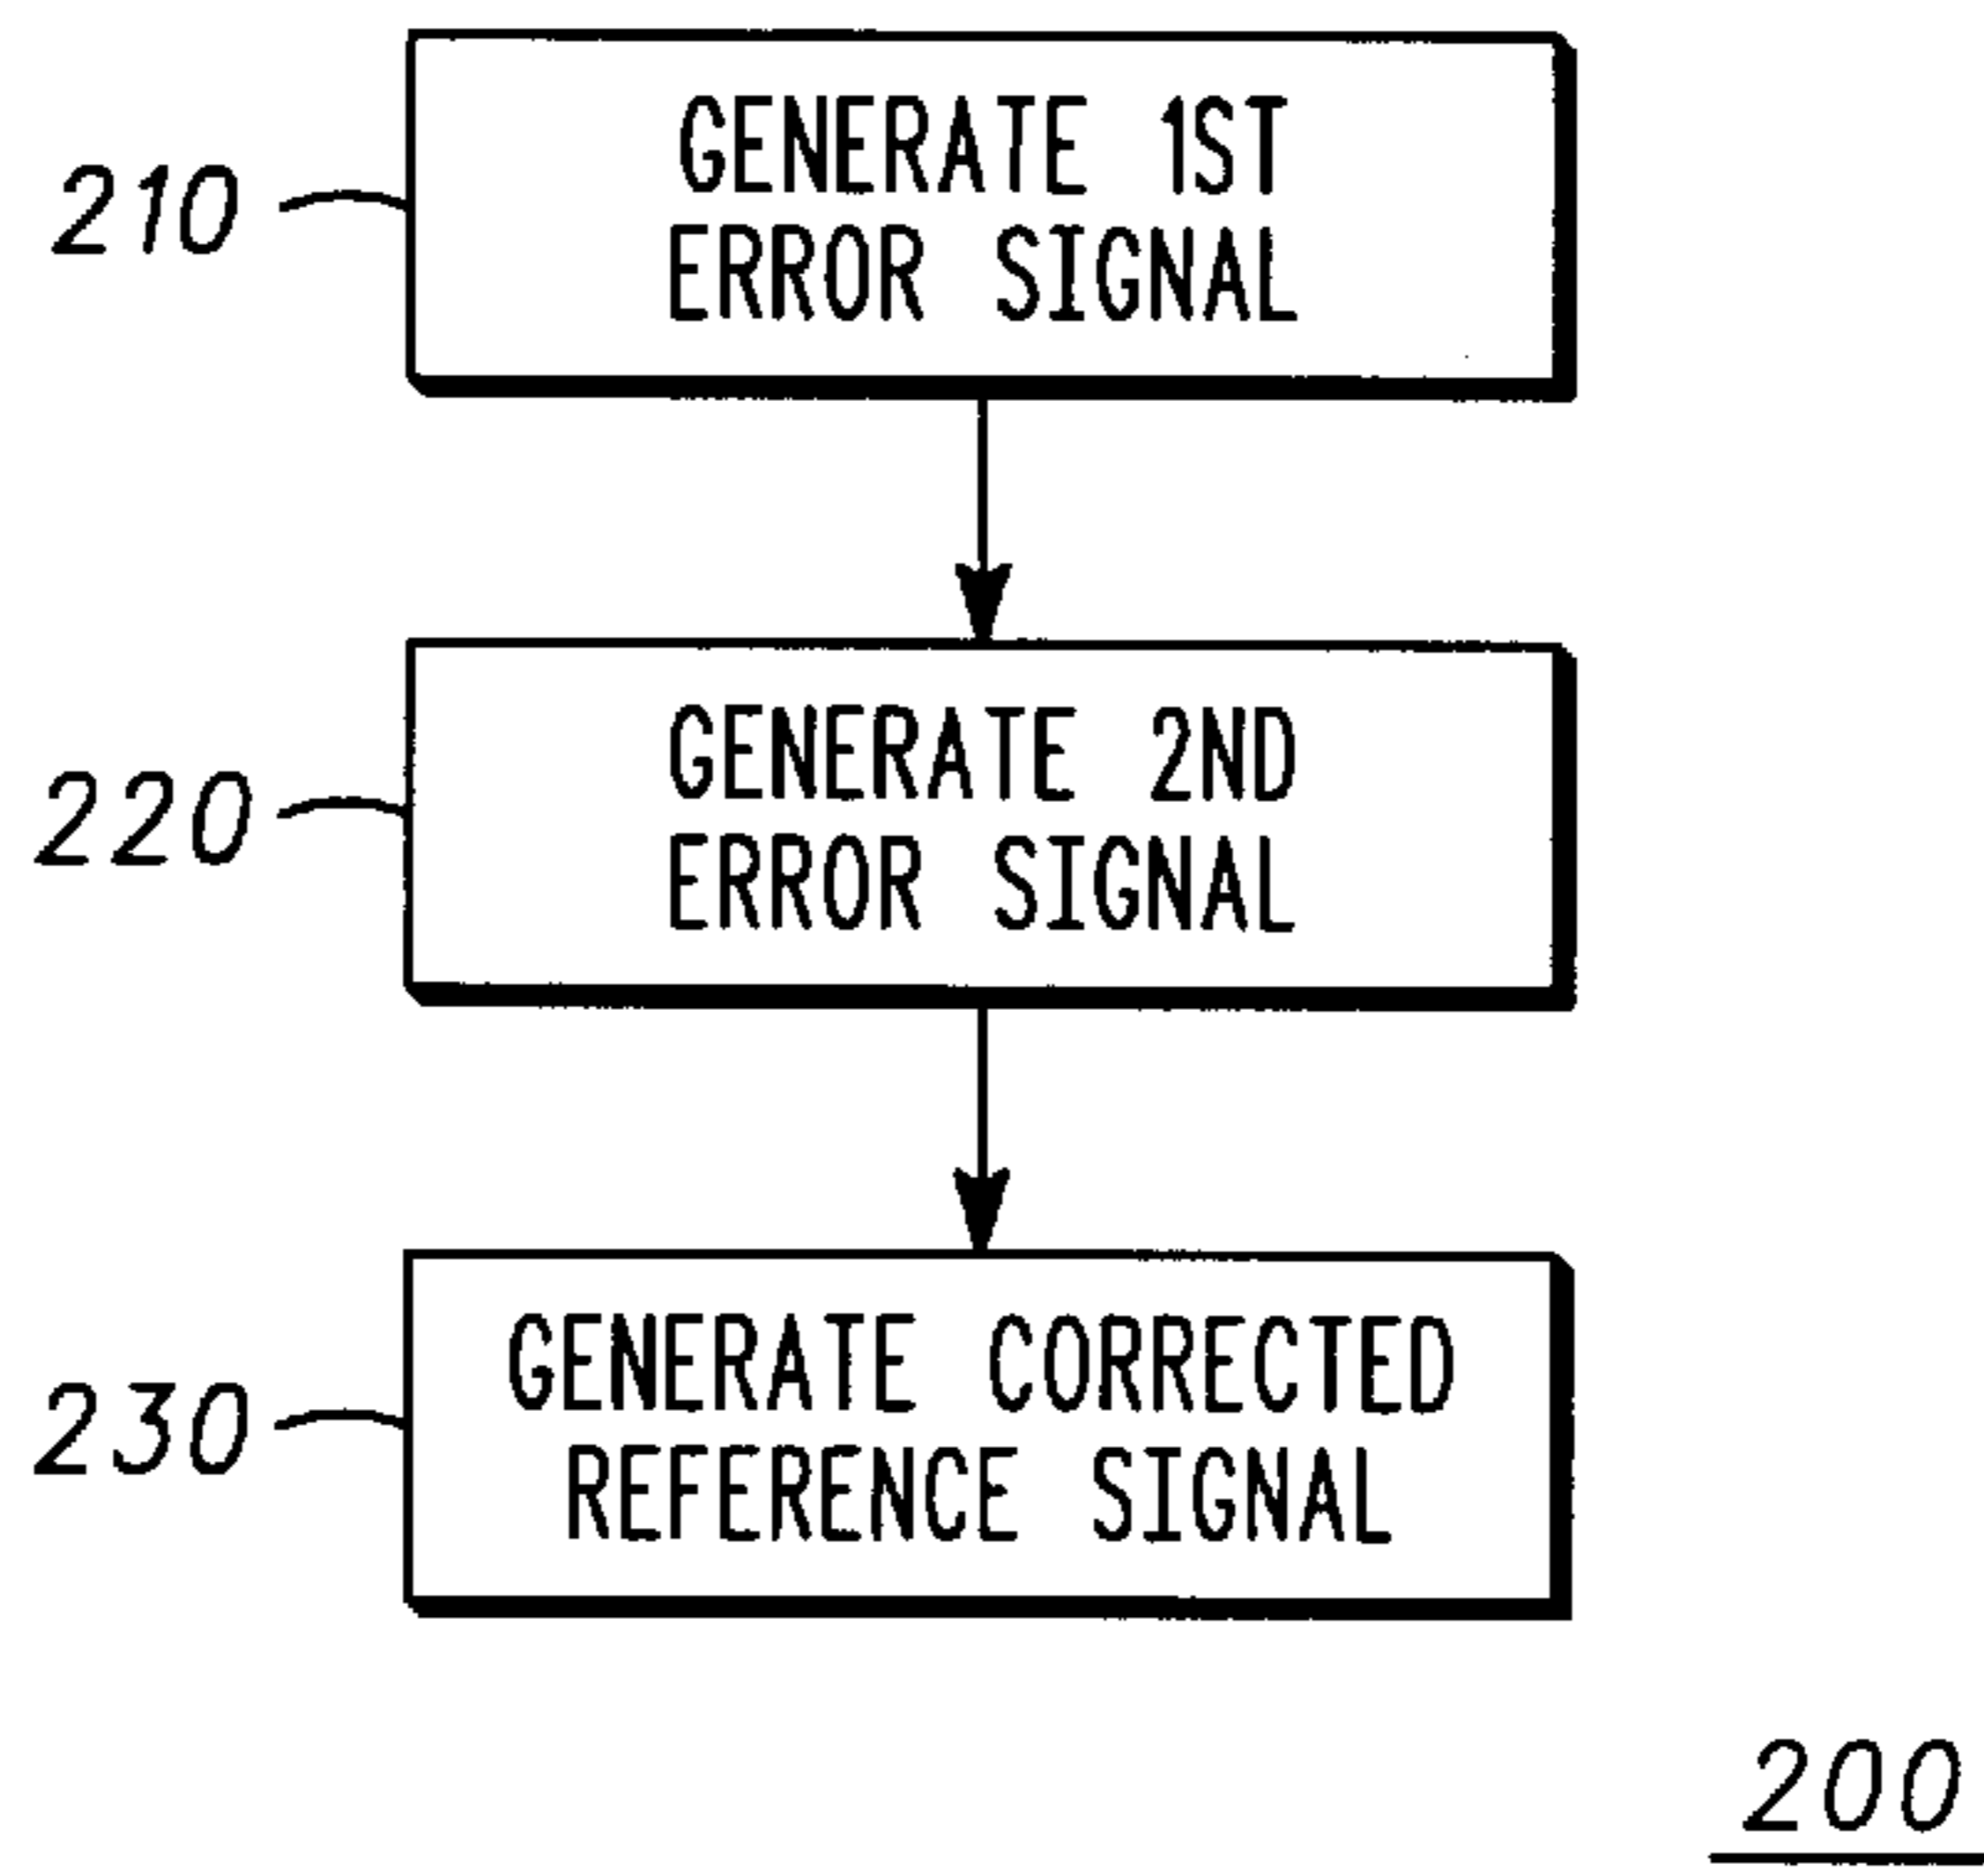 210
GENERATE 1ST
ERROR SIGNAL
220
GENERATE 2ND
ERROR SIGNAL
230
GENERATE CORRECTED
REFERENCE SIGNAL
200